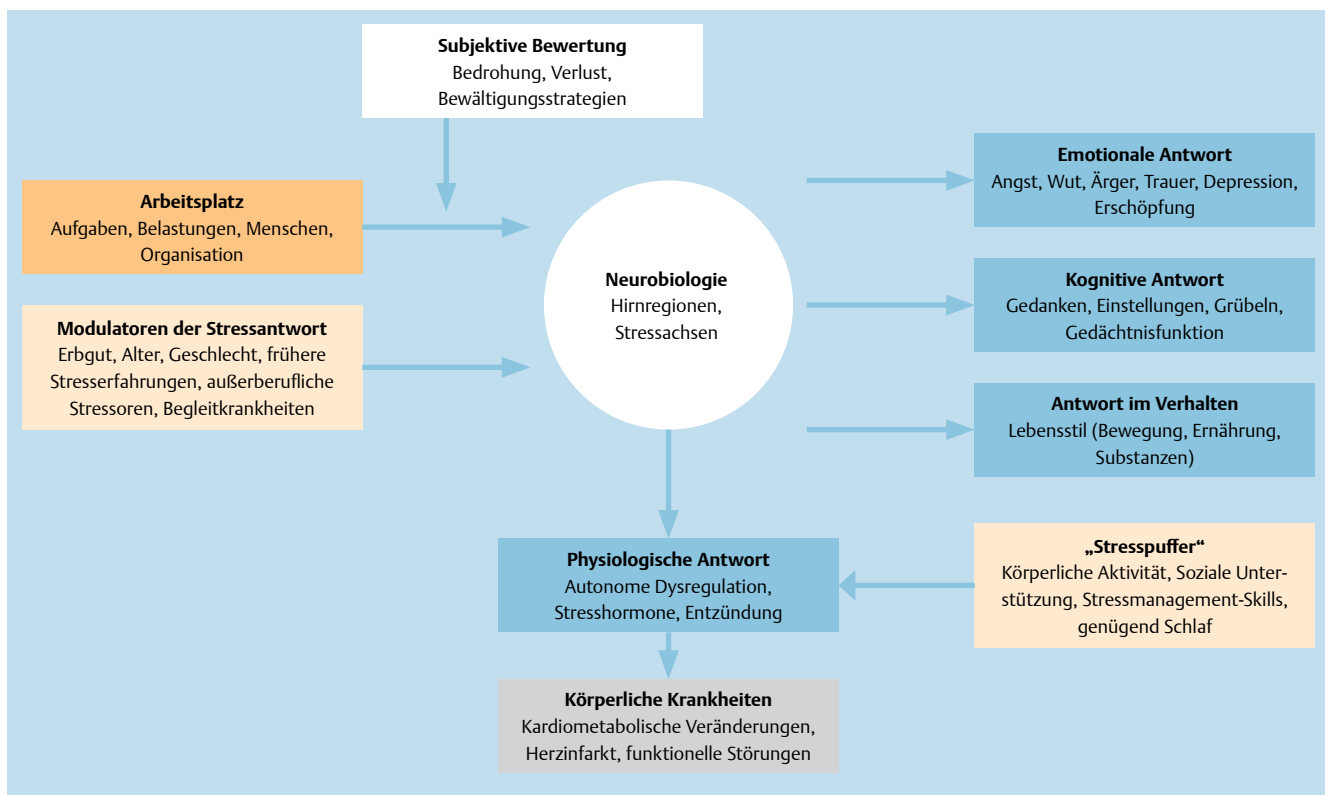 Subjektive Bewertung
Bedrohung, Verlust,
Bewältigungsstrategien
Arbeitsplatz
Aufgaben, Belastungen, Menschen,
Organisation
Modulatoren der Stressantwort
Erbgut, Alter, Geschlecht, frühere
Stresserfahrungen, außerberufliche
Stressoren, Begleitkrankheiten
Neurobiologie
Hirnregionen,
Stressachsen
Emotionale Antwort
Angst, Wut, Ärger, Trauer, Depression,
Erschöpfung
Kognitive Antwort
Gedanken, Einstellungen, Grübeln,
Gedächtnisfunktion
Antwort im Verhalten
Lebensstil (Bewegung, Ernährung,
Substanzen)
Physiologische Antwort
Autonome Dysregulation,
Stresshormone, Entzündung
„Stresspuffer“
Körperliche Aktivität, Soziale Unter-
stützung, Stressmanagement-Skills,
genügend Schlaf
Körperliche Krankheiten
Kardiometabolische Veränderungen,
Herzinfarkt, funktionelle Störungen